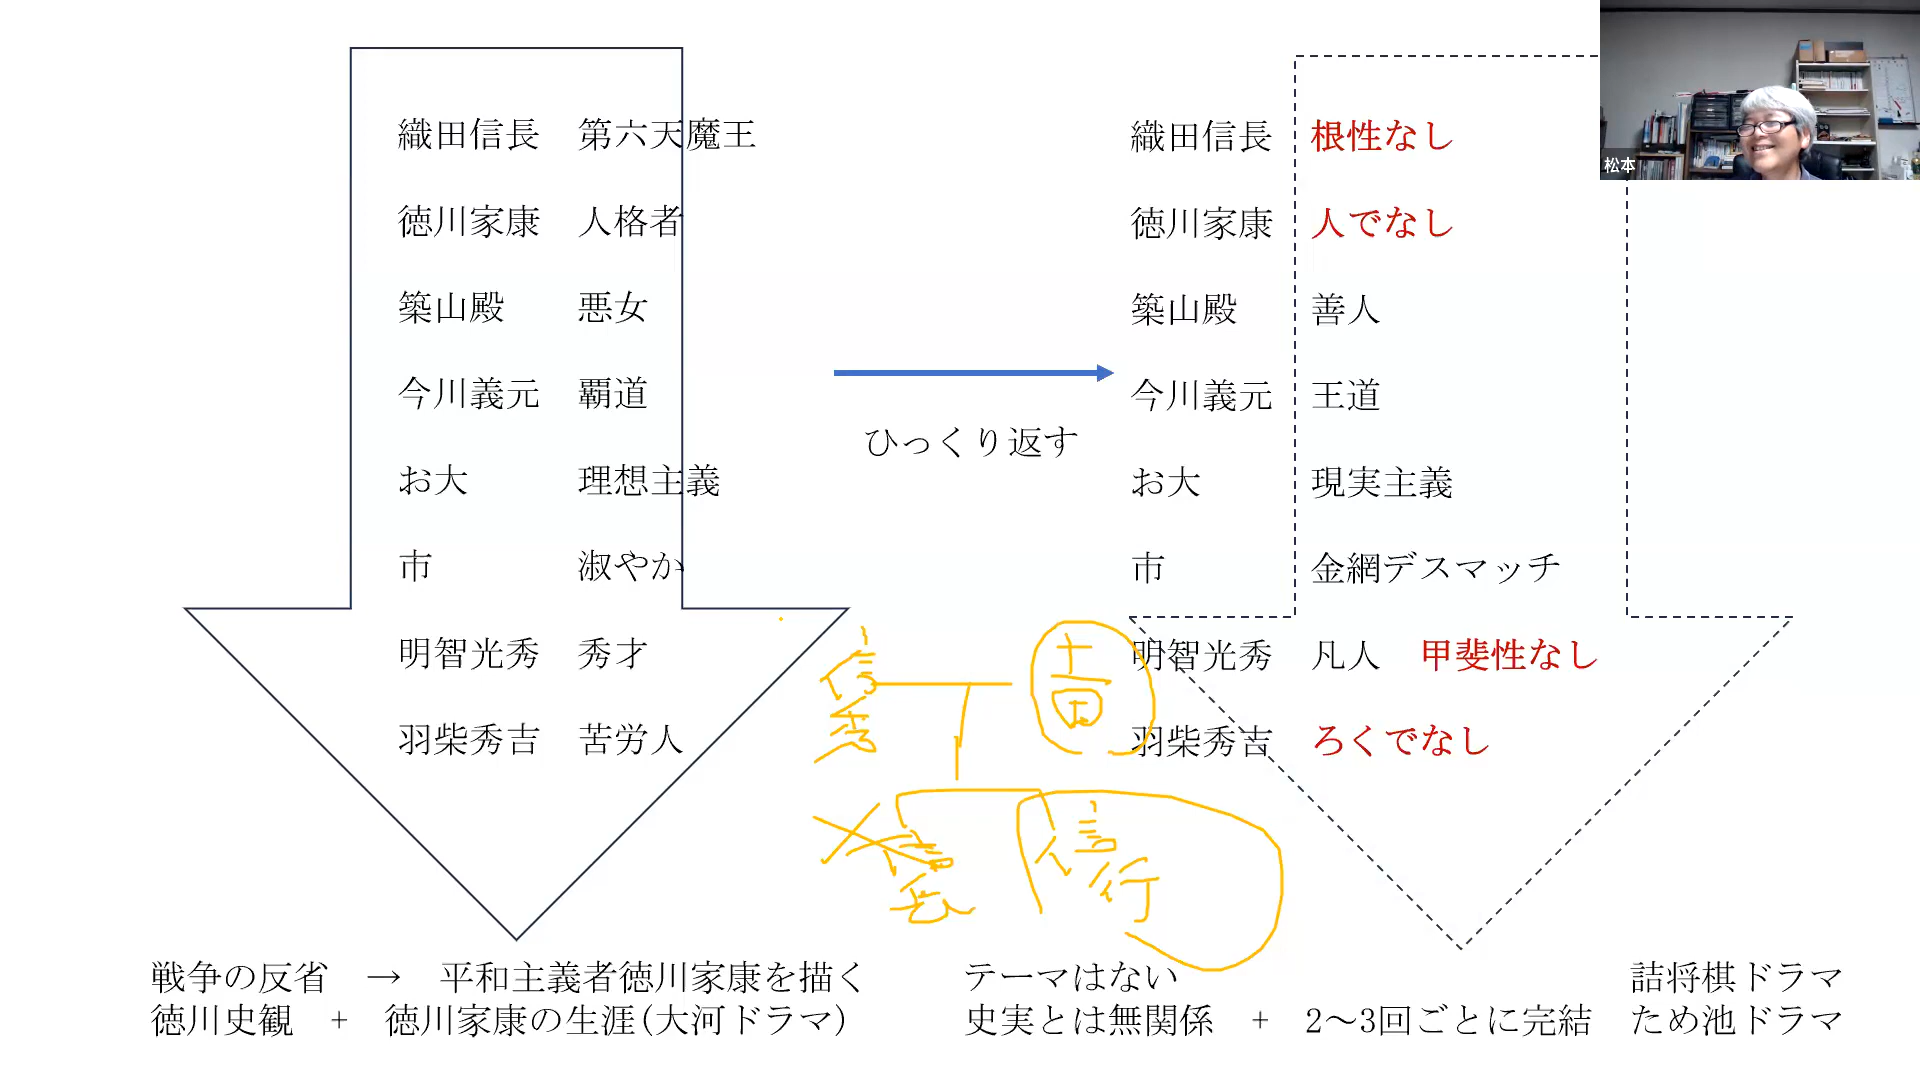 織田信長　第六天魔王
徳川家康　人格者
築山殿　悪女
今川義元　覇道
お大　理想主義
市　淑やか
明智光秀　秀才
羽柴秀吉　苦労人
戦争の反省　→　平和主義者徳川家康を描く
徳川史観　+　徳川家康の生涯(大河ドラマ)
ひっくり返す
信秀
土田
信長
信行
織田信長　根性なし
徳川家康　人でなし
築山殿　善人
今川義元　王道
お大　現実主義
市　金網デスマッチ
明智光秀　凡人　甲斐性なし
羽柴秀吉　ろくでなし
テーマはない
史実とは無関係　+　2～3回ごとに完結
詰将棋ドラマ
ため池ドラマ
松本